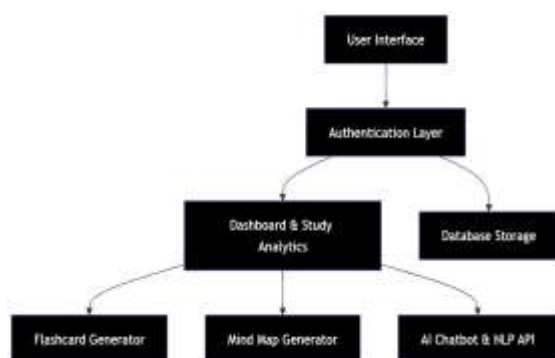 User Interface
Authentication Layer
Dashboard & Study
Analytics
Database Storage
Flashcard Generator
Mind Map Generator
AI Chatbot & NLP API